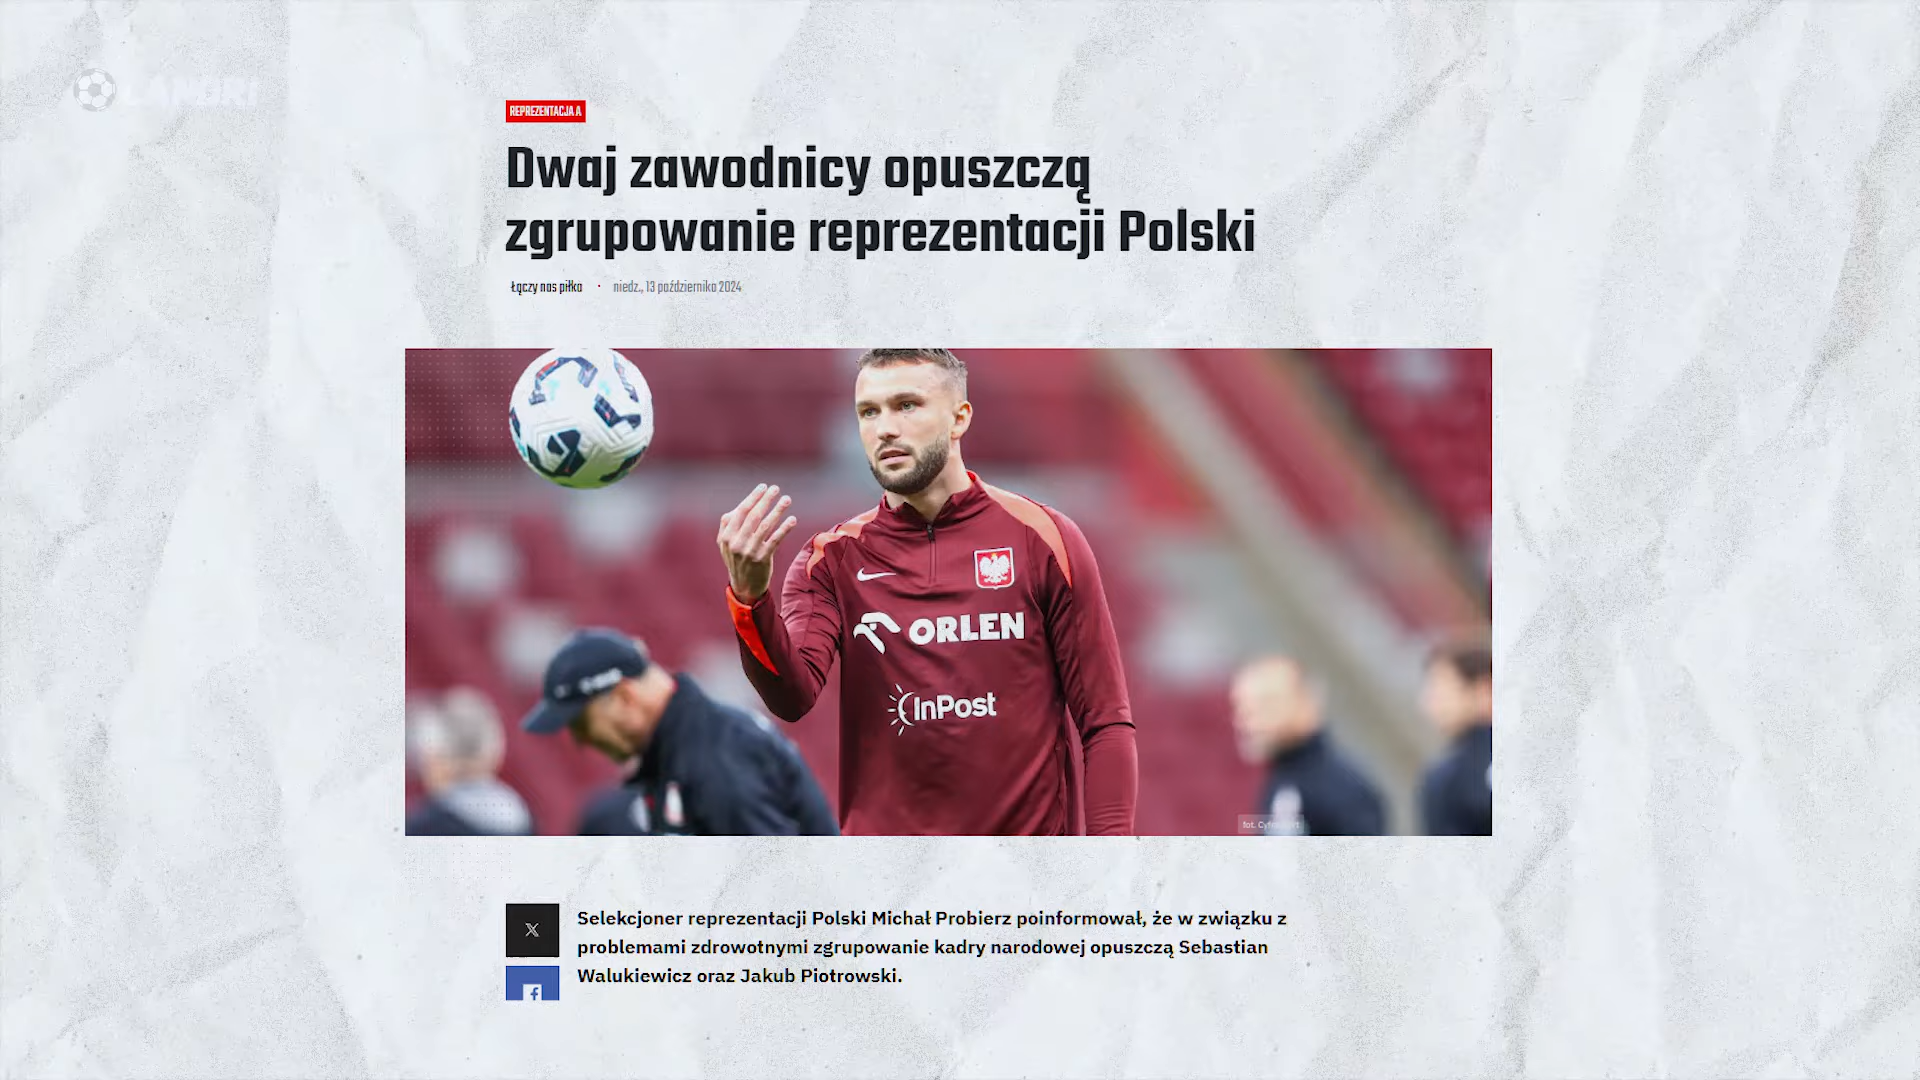 LANDRI
REPREZENTACJA A
Dwaj zawodnicy opuszczą
zgrupowanie reprezentacji Polski
Łączy nas piłka • niedz., 13 października 2024
ORLEN
InPost
Selekcjoner reprezentacji Polski Michał Probierz poinformował, że w związku z
problemami zdrowotnymi zgrupowanie kadry narodowej opuszczą Sebastian
Walukiewicz oraz Jakub Piotrowski.